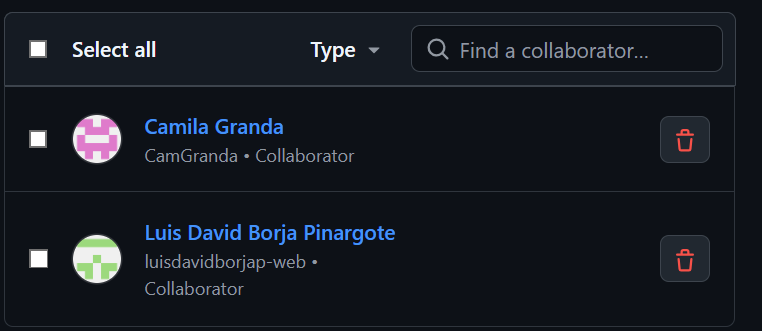 Select all
Type
Find a collaborator...
Camila Granda
CamGranda • Collaborator
Luis David Borja Pinargote
luisdavidborjap-web •
Collaborator